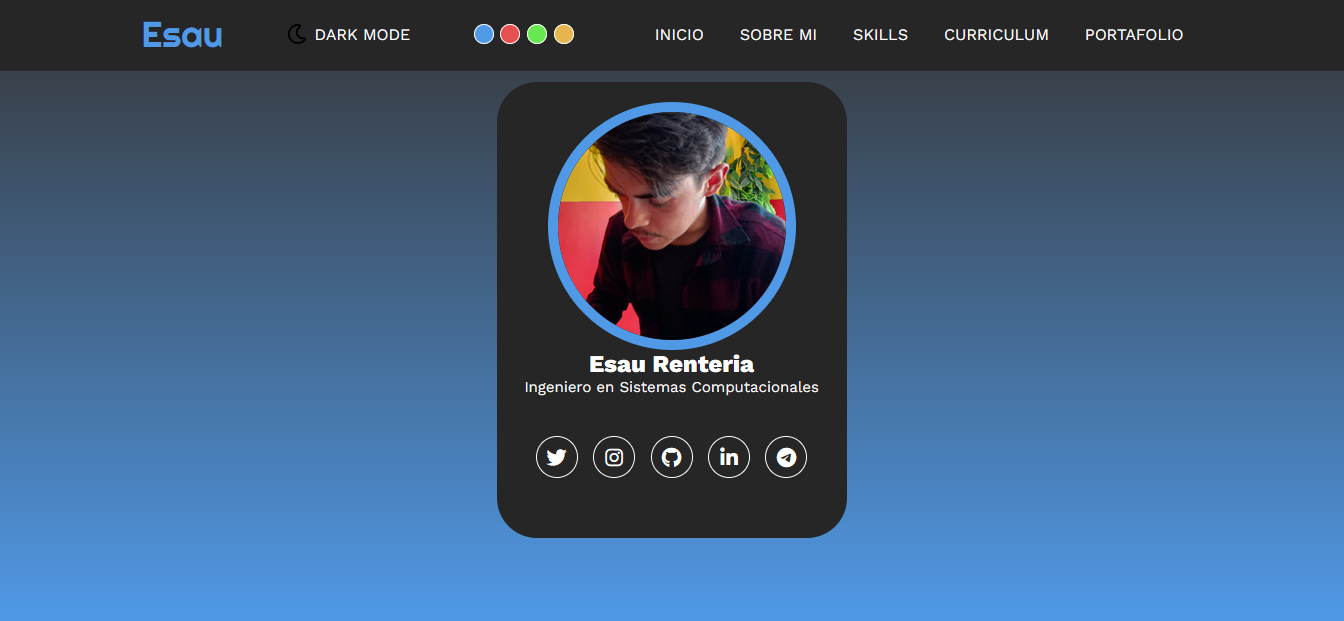 Esau DARK MODE INICIO SOBRE MI SKILLS CURRICULUM PORTAFOLIO
Esau Renteria
Ingeniero en Sistemas Computacionales